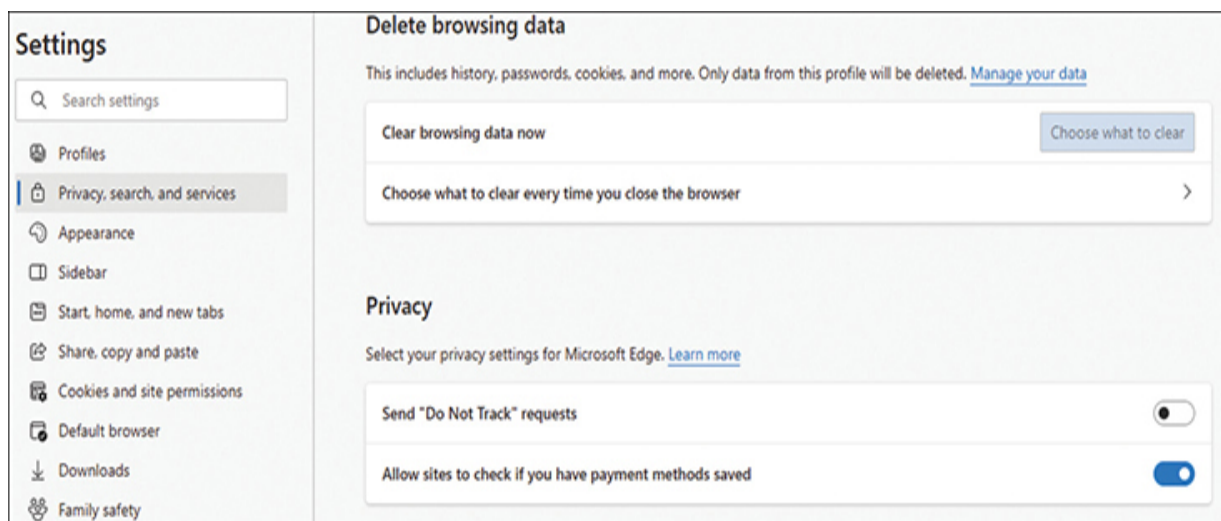 Settings
Search settings
Profiles
Privacy, search, and services
Appearance
Sidebar
Start, home, and new tabs
Share, copy and paste
Cookies and site permissions
Default browser
Downloads
Family safety
Delete browsing data
This includes history, passwords, cookies, and more. Only data from this profile will be deleted. Manage your data
Clear browsing data now
Choose what to clear
Choose what to clear every time you close the browser
Privacy
Select your privacy settings for Microsoft Edge. Learn more
Send "Do Not Track" requests
Allow sites to check if you have payment methods saved